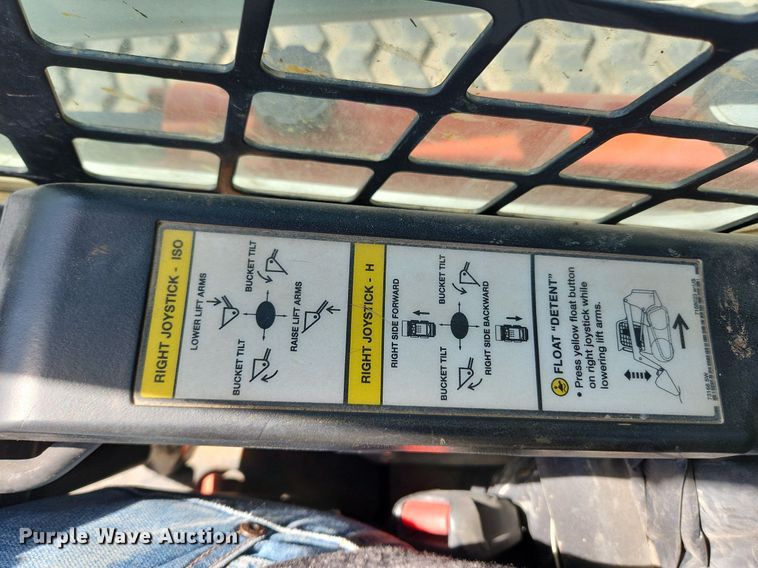 RIGHT JOYSTICK - ISO
LOWER LIFT ARMS
BUCKET TILT
BUCKET TILT
RAISE LIFT ARMS
RIGHT JOYSTICK - H
RIGHT SIDE FORWARD
BUCKET TILT
BUCKET TILT
RIGHT SIDE BACKWARD
FLOAT "DETENT"
• Press yellow float button
on right joystick while
lowering lift arms.
Purple Wave Auction